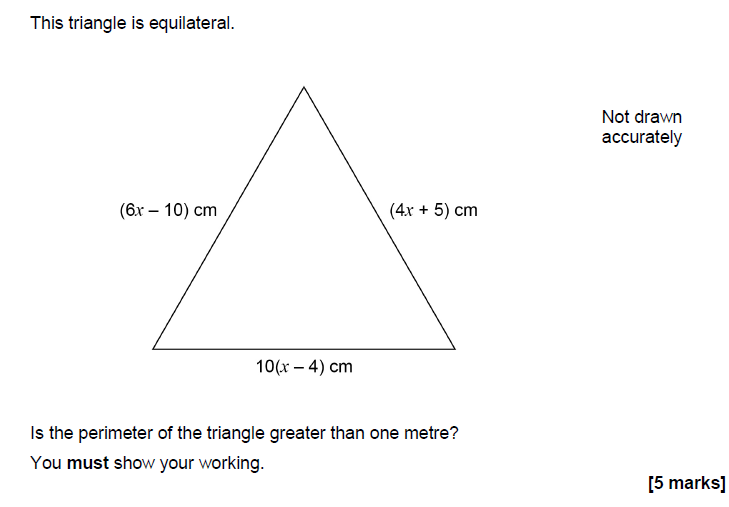 This triangle is equilateral.
Not drawn
accurately
(6x – 10) cm
(4x + 5) cm
10(x – 4) cm
Is the perimeter of the triangle greater than one metre?
You must show your working.
[5 marks]